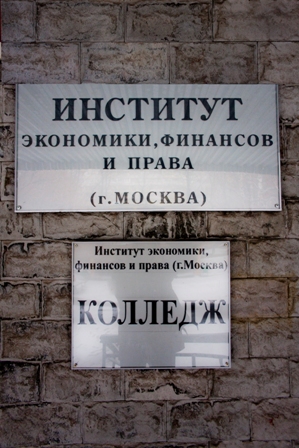 ИНСТИТУТ
ЭКОНОМИКИ, ФИНАНСОВ
И ПРАВА
(г. МОСКВА)
Институт экономики,
финансов и права (г.Москва)
КОЛЛЕДЖ